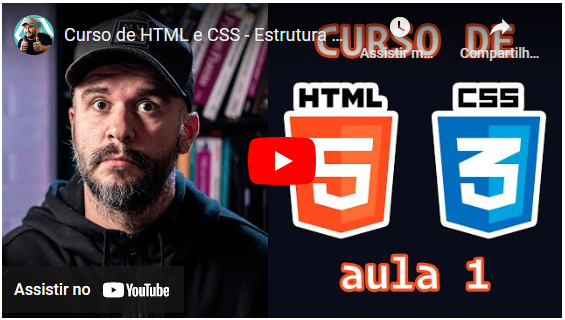 Curso de HTML e CSS - Estrutura ...
CURSO DE
Assistir m...
Compartilh...
HTML
CSS
5
3
aula 1
Assistir no YouTube